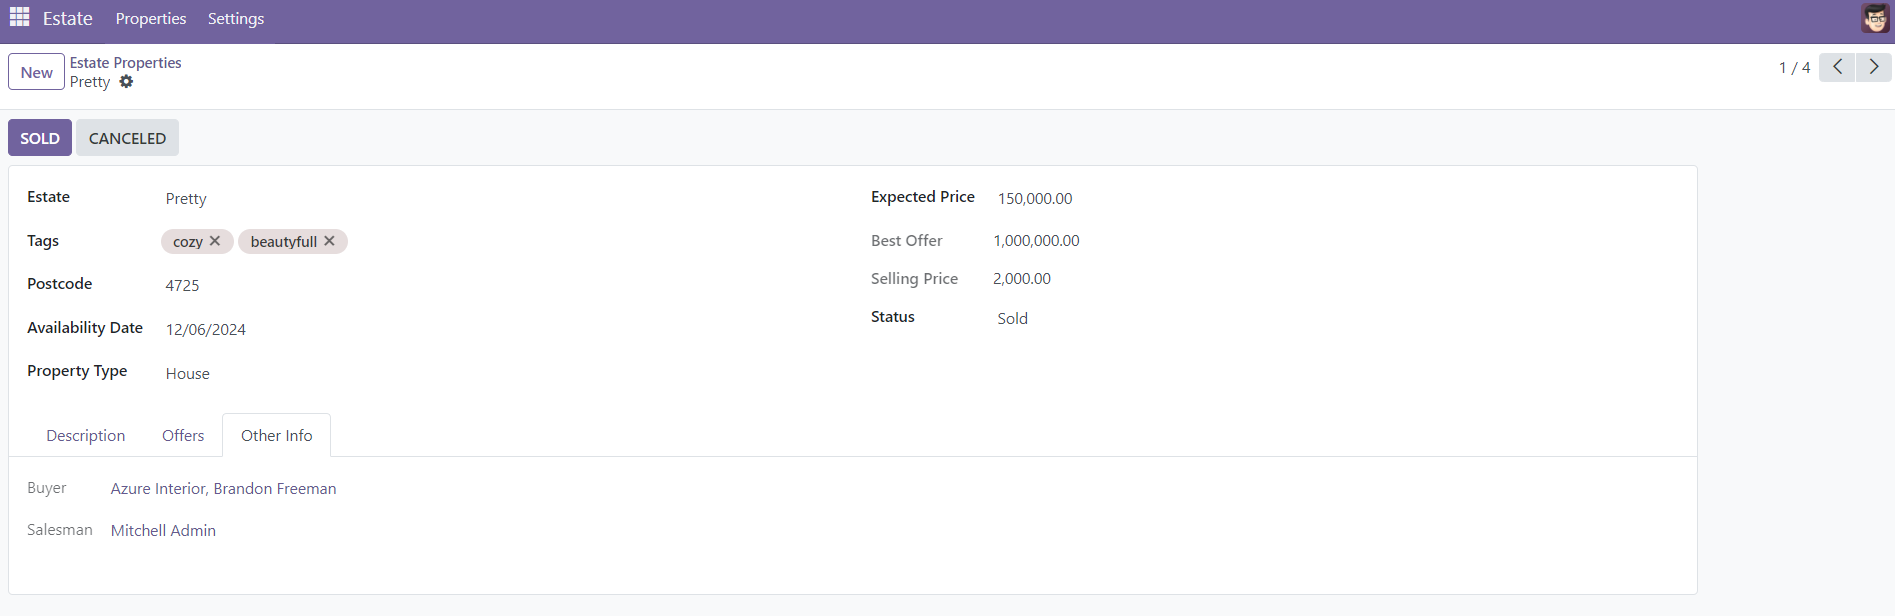 Estate Properties Settings
New Estate Properties
Pretty
1 / 4
SOLD CANCELED
Estate Pretty
Tags cozy beautyfull
Postcode 4725
Availability Date 12/06/2024
Property Type House
Expected Price 150,000.00
Best Offer 1,000,000.00
Selling Price 2,000.00
Status Sold
Description Offers Other Info
Buyer Azure Interior, Brandon Freeman
Salesman Mitchell Admin